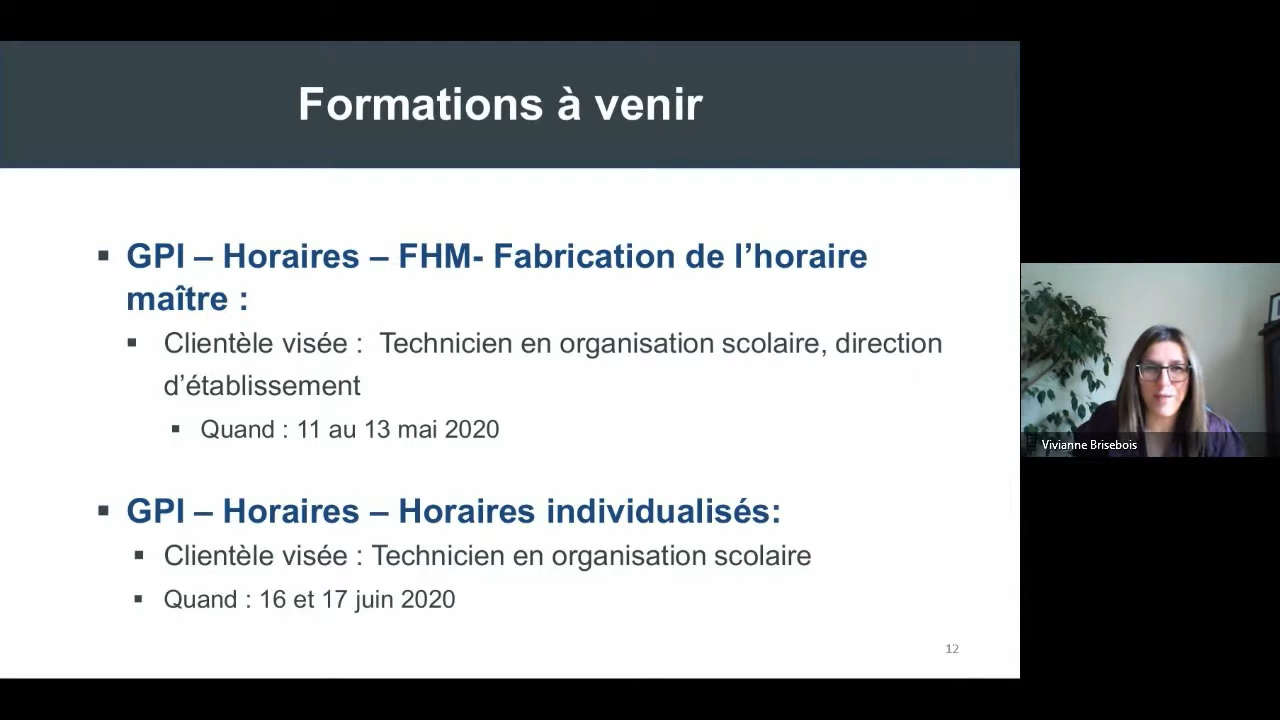 Formations à venir
▪ GPI – Horaires – FHM- Fabrication de l’horaire
maître :
▪ Clientèle visée :  Technicien en organisation scolaire, direction
d’établissement
▪ Quand : 11 au 13 mai 2020
▪ GPI – Horaires – Horaires individualisés:
▪ Clientèle visée : Technicien en organisation scolaire
▪ Quand : 16 et 17 juin 2020
12
Vivianne Brisebois